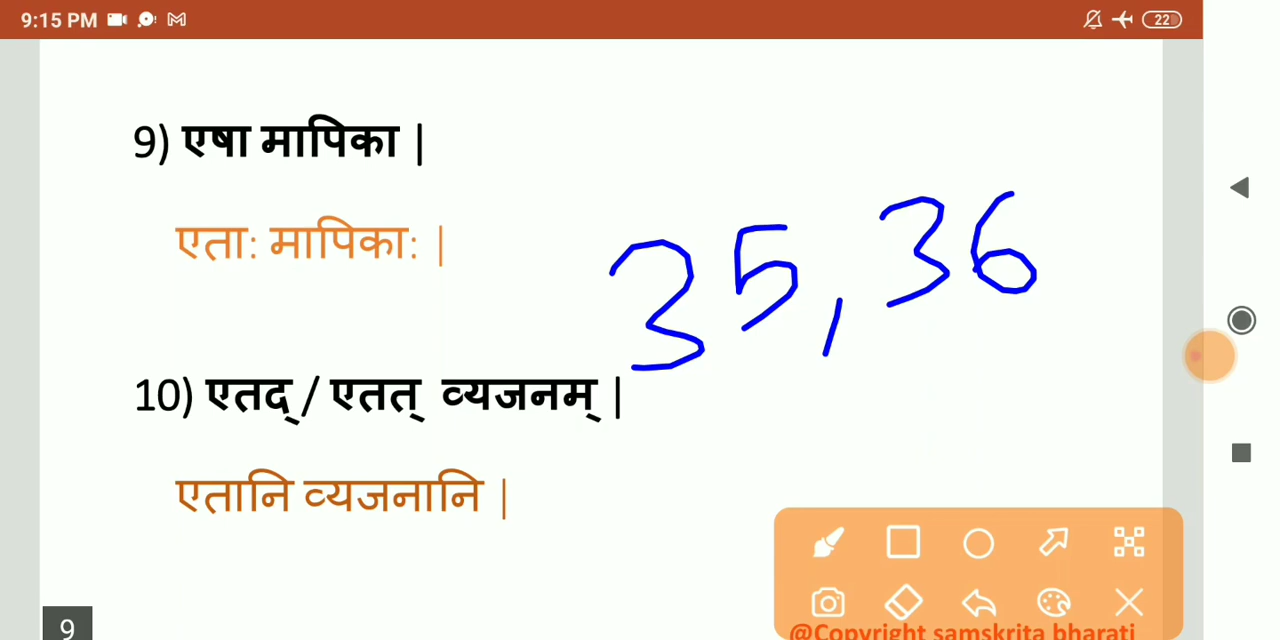 9:15 PM 22
9) एषा मापिका |
एताः मापिकाः |
35, 36
10) एतद् / एतत् व्यजनम् |
एतानि व्यजनानि |
9
@Copyright samskrita bharati